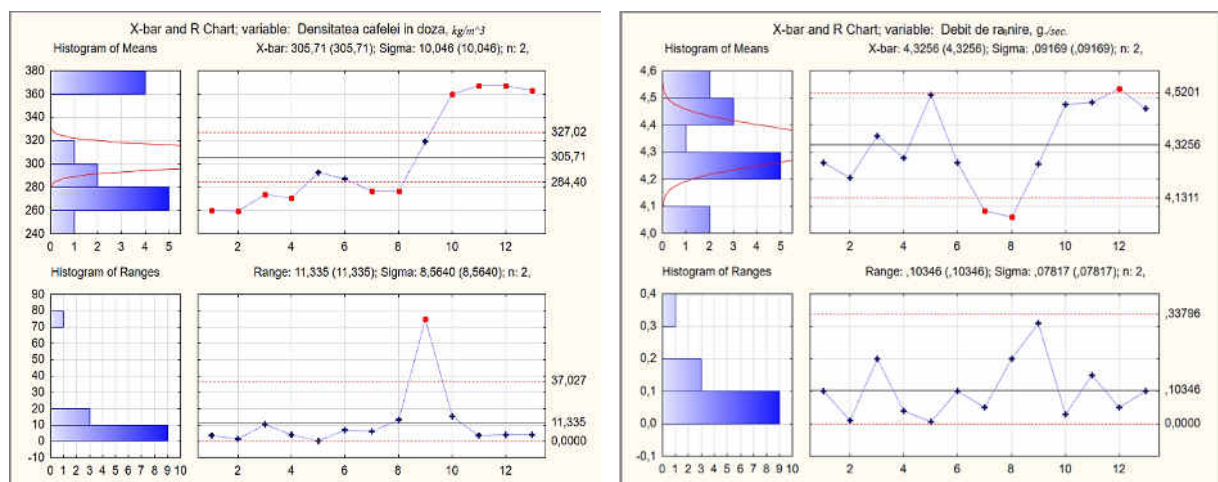 X-bar and R Chart; variable: Densitatea cafelei in doza, kg/m^3
Histogram of Means
X-bar: 305,71 (305,71); Sigma: 10,046 (10,046); n: 2,
380
360
340
320
300
280
260
240
0 1 2 3 4 5
2 4 6 8 10 12
327,02
305,71
284,40
Histogram of Ranges
Range: 11,335 (11,335); Sigma: 8,5640 (8,5640); n: 2,
90
80
70
60
50
40
30
20
10
0
-10
0 1 2 3 4 5 6 7 8 9 10
2 4 6 8 10 12
37,027
11,335
0,0000
X-bar and R Chart; variable: Debit de raºnire, g./sec.
Histogram of Means
X-bar: 4,3256 (4,3256); Sigma: ,09169 (,09169); n: 2,
4,6
4,5
4,4
4,3
4,2
4,1
4,0
0 1 2 3 4 5
2 4 6 8 10 12
4,5201
4,3256
4,1311
Histogram of Ranges
Range: ,10346 (,10346); Sigma: ,07817 (,07817); n: 2,
0,4
0,3
0,2
0,1
0,0
-0,1
0 1 2 3 4 5 6 7 8 9 10
2 4 6 8 10 12
,33796
,10346
0,0000